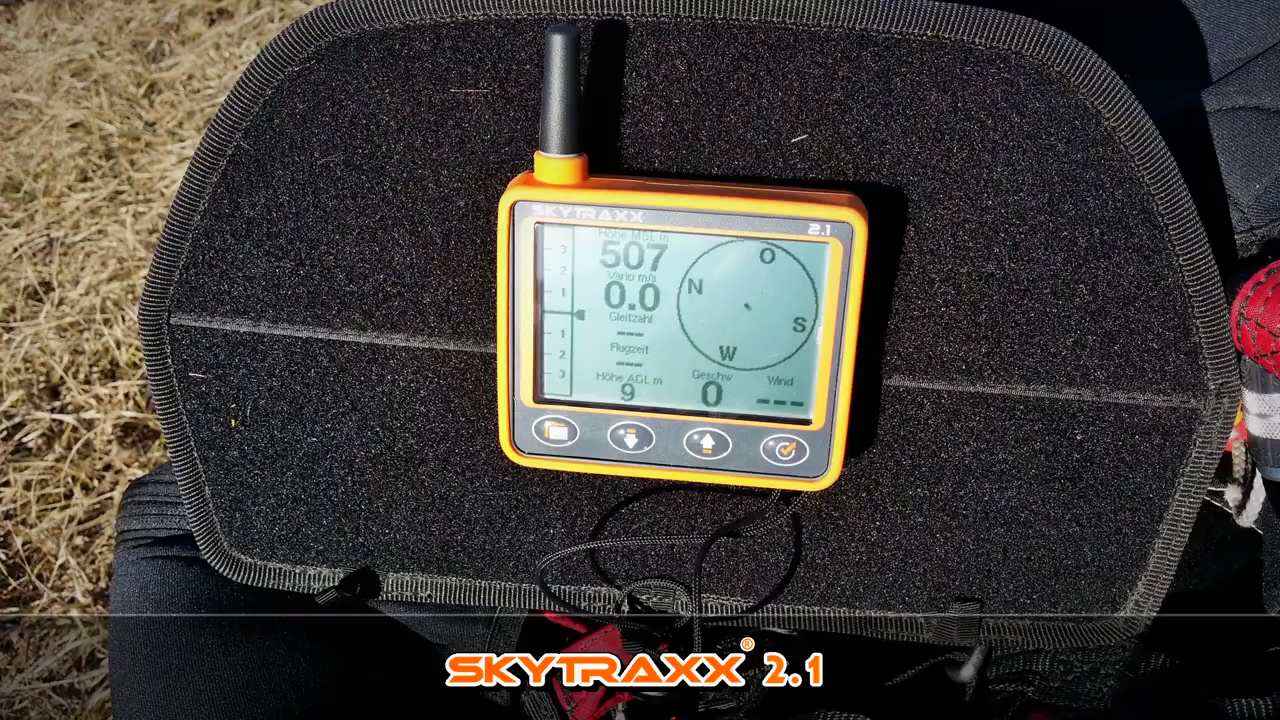 SKYTRAXX
2.1
Höhe MSL m
507
Vario m/s
0.0
Gleitzahl
---
Flugzeit
---
Höhe AGL m
9
3
2
1
1
2
3
O
N
S
W
Geschw
0
Wind
---
SKYTRAXX® 2.1